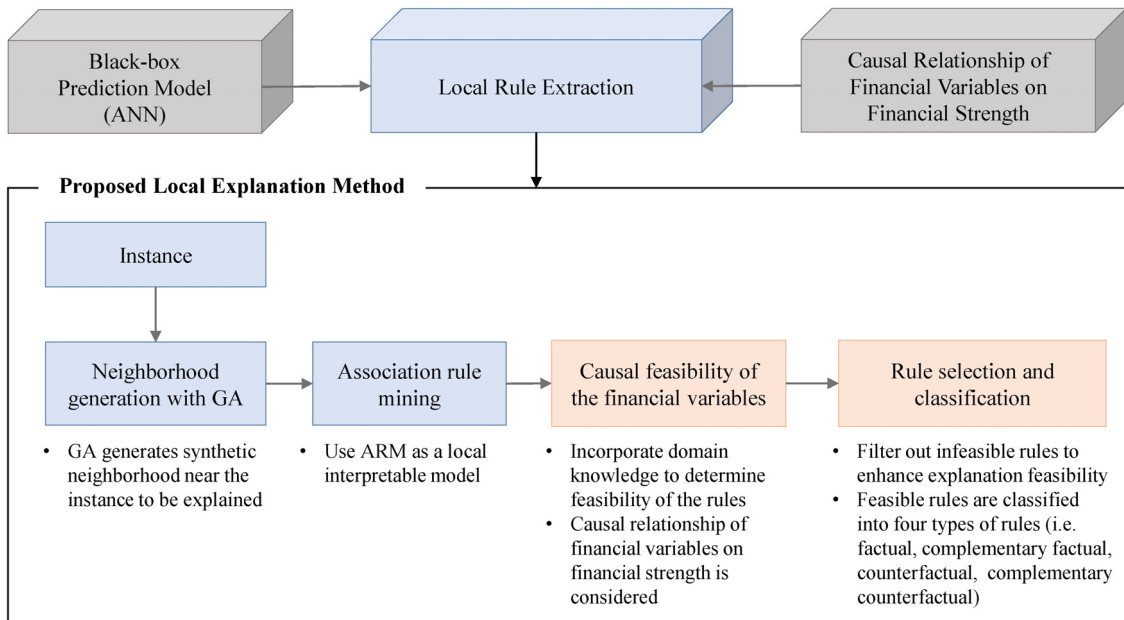 Black-box
Prediction Model
(ANN)
Local Rule Extraction
Causal Relationship of
Financial Variables on
Financial Strength
Proposed Local Explanation Method
Instance
Neighborhood
generation with GA
Association rule
mining
Causal feasibility of
the financial variables
Rule selection and
classification
• GA generates synthetic
neighborhood near the
instance to be explained
• Use ARM as a local
interpretable model
• Incorporate domain
knowledge to determine
feasibility of the rules
• Causal relationship of
financial variables on
financial strength is
considered
• Filter out infeasible rules to
enhance explanation feasibility
• Feasible rules are classified
into four types of rules (i.e.
factual, complementary factual,
counterfactual, complementary
counterfactual)